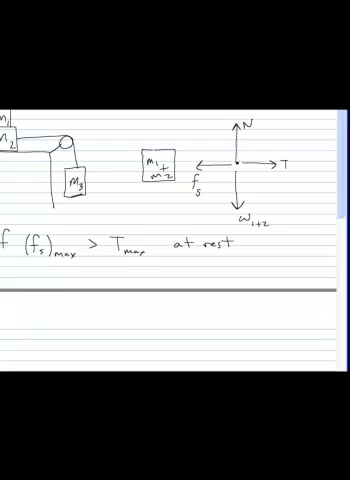 m1
m2
m3
m1+
m2
N
T
fs
W1+2
f (fs)max > Tmax at rest